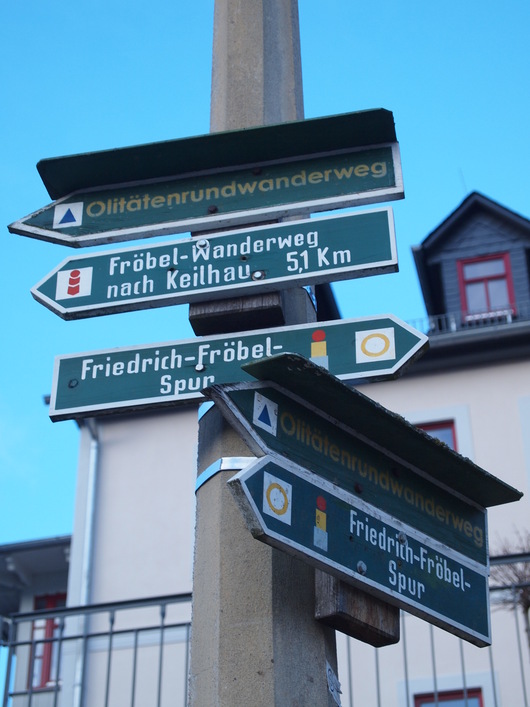 Olitätenrundwanderweg
Fröbel-Wanderweg
nach Keilhau 5,1 Km
Friedrich-Fröbel-
Spur
Olitätenrundwanderweg
Friedrich-Fröbel-
Spur